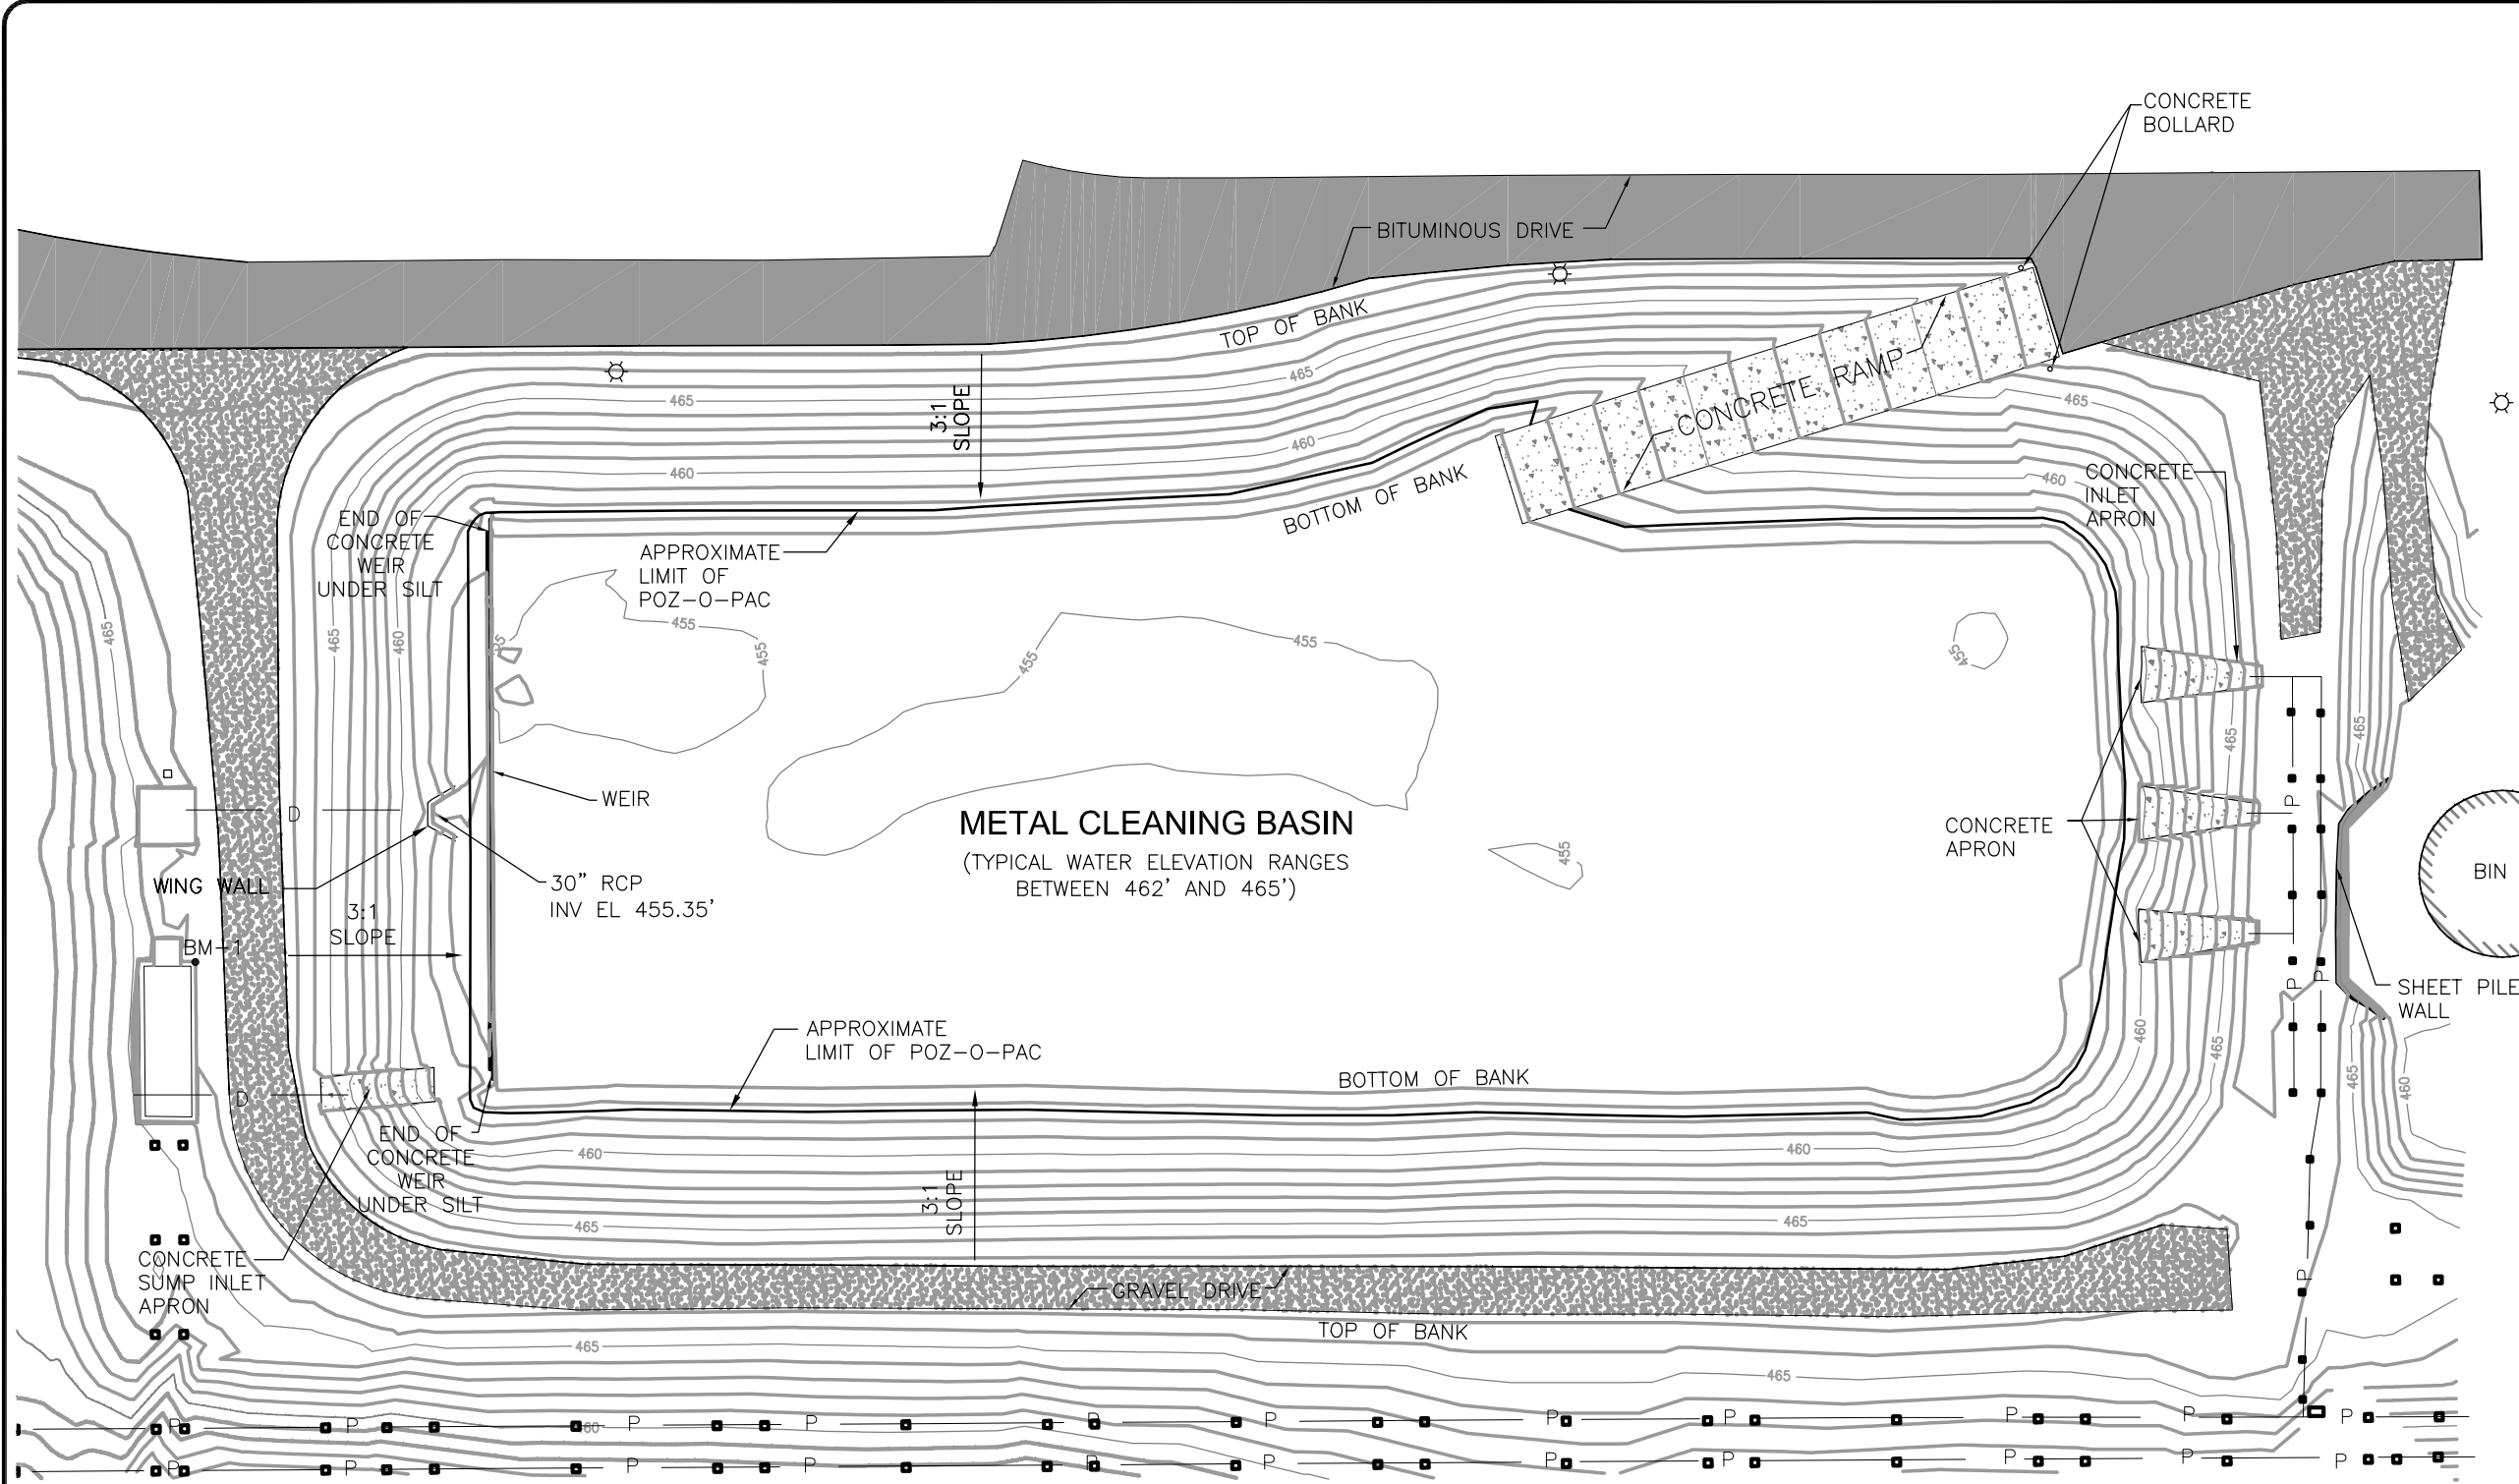 CONCRETE
BOLLARD
BITUMINOUS DRIVE
TOP OF BANK
465
465
465
3:1
SLOPE
CONCRETE RAMP
460
460
460
CONCRETE
INLET
APRON
BOTTOM OF BANK
END OF
CONCRETE
WEIR
UNDER SILT
APPROXIMATE
LIMIT OF
POZ-O-PAC
465
465
460
455
455
455
455
455
455
465
465
WEIR
D
P
METAL CLEANING BASIN
(TYPICAL WATER ELEVATION RANGES
BETWEEN 462' AND 465')
CONCRETE
APRON
455
BIN
WING WALL
30" RCP
INV EL 455.35'
3:1
SLOPE
BM-1
P
P
SHEET PILE
WALL
APPROXIMATE
LIMIT OF POZ-O-PAC
460
465
465
460
BOTTOM OF BANK
D
END OF
CONCRETE
WEIR
UNDER SILT
460
460
3:1
SLOPE
465
465
CONCRETE
SUMP INLET
APRON
GRAVEL DRIVE
P
TOP OF BANK
465
465
P
P
P
P
P
P
P
P
P
P
P
460
P
P
P
P
P
P
P
P
P
P
P